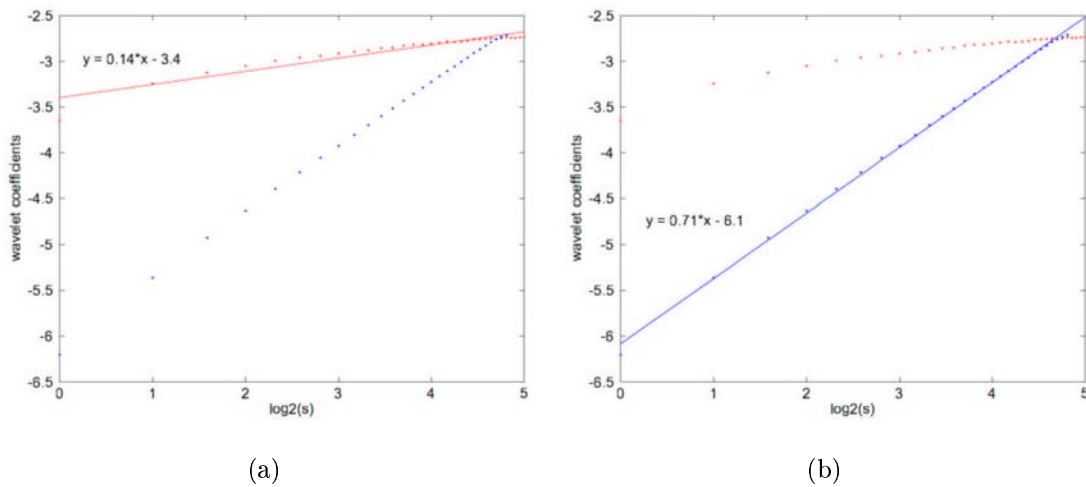 -2.5
-3
-3.5
-4
-4.5
-5
-5.5
-6
-6.5
wavelet coefficients
y = 0.14*x - 3.4
0 1 2 3 4 5
log2(s)
(a)
-2.5
-3
-3.5
-4
-4.5
-5
-5.5
-6
-6.5
wavelet coefficients
y = 0.71*x - 6.1
0 1 2 3 4 5
log2(s)
(b)